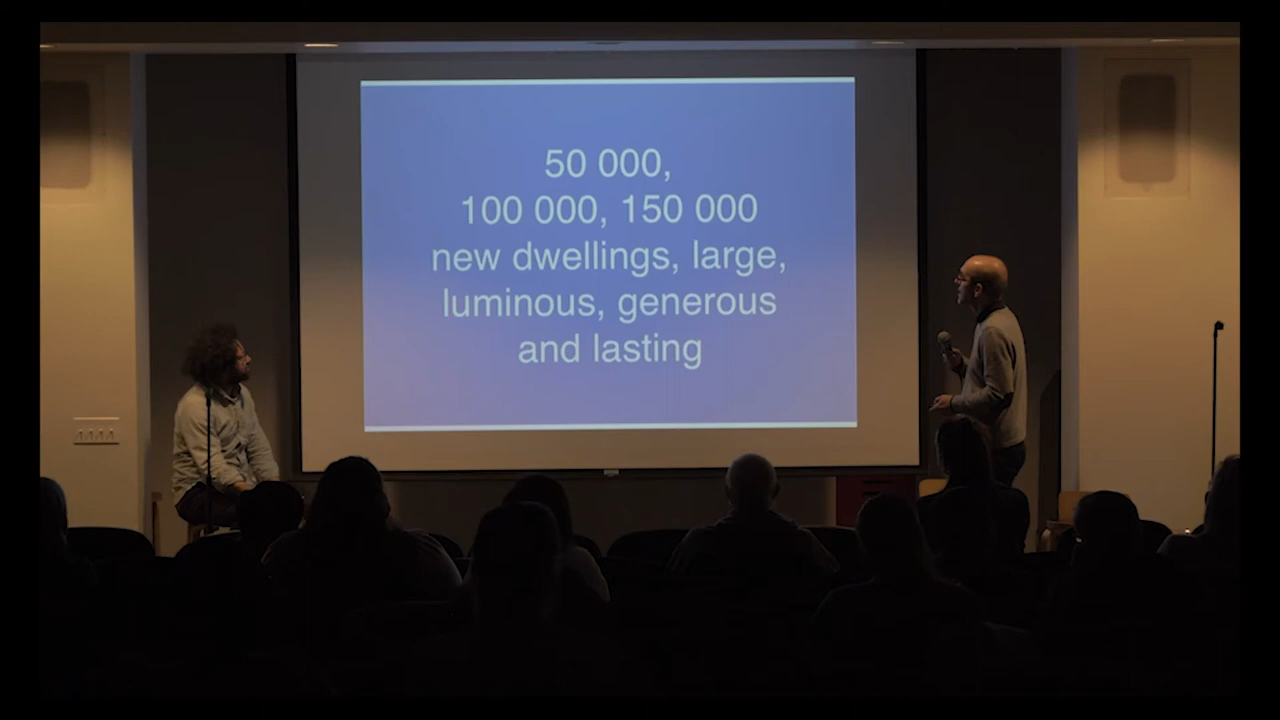 50 000,
100 000, 150 000
new dwellings, large,
luminous, generous
and lasting